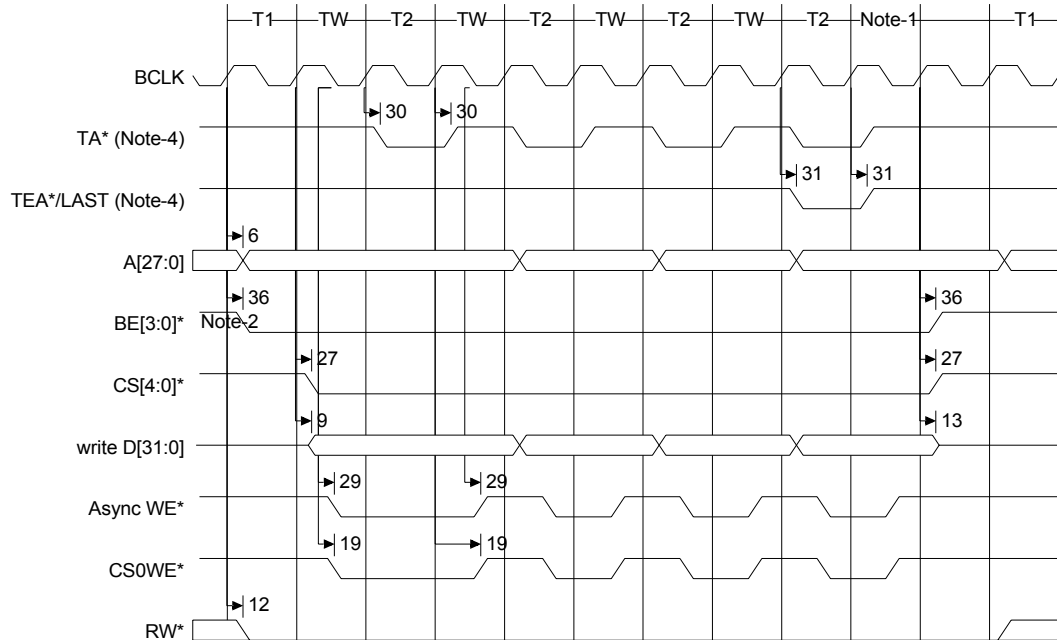 T1 TW T2 TW T2 TW T2 TW T2 Note-1 T1
BCLK
30 30
TA* (Note-4)
31 31
TEA*/LAST (Note-4)
6
A[27:0]
36 36
BE[3:0]* Note-2
27 27
CS[4:0]*
9 13
write D[31:0]
29 29
Async WE*
19 19
CS0WE*
12
RW*